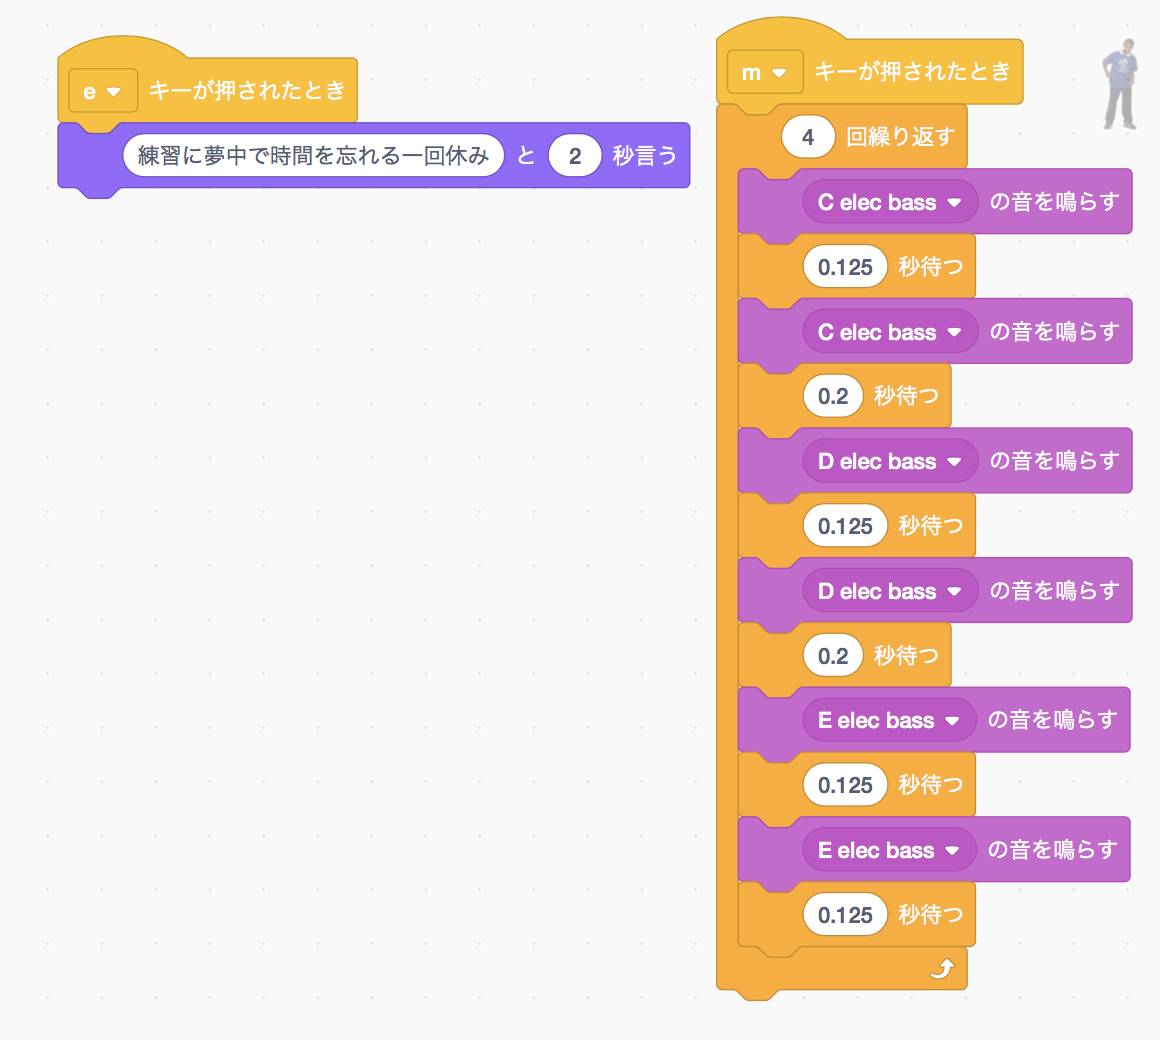 e キーが押されたとき
練習に夢中で時間を忘れる一回休み と 2 秒言う
m キーが押されたとき
4 回繰り返す
C elec bass の音を鳴らす
0.125 秒待つ
C elec bass の音を鳴らす
0.2 秒待つ
D elec bass の音を鳴らす
0.125 秒待つ
D elec bass の音を鳴らす
0.2 秒待つ
E elec bass の音を鳴らす
0.125 秒待つ
E elec bass の音を鳴らす
0.125 秒待つ